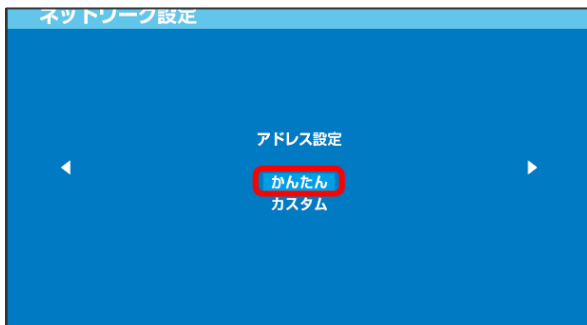 ネットワーク設定
アドレス設定
かんたん
カスタム